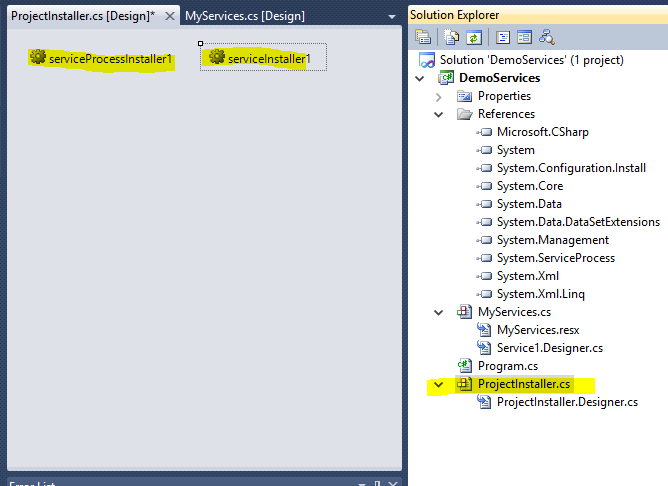 ProjectInstaller.cs [Design]*
MyServices.cs [Design]
serviceProcessInstaller1
serviceInstaller1
Solution Explorer
Solution 'DemoServices' (1 project)
DemoServices
Properties
References
Microsoft.CSharp
System
System.Configuration.Install
System.Core
System.Data
System.Data.DataSetExtensions
System.Management
System.ServiceProcess
System.Xml
System.Xml.Linq
MyServices.cs
MyServices.resx
Service1.Designer.cs
Program.cs
ProjectInstaller.cs
ProjectInstaller.Designer.cs
Error List